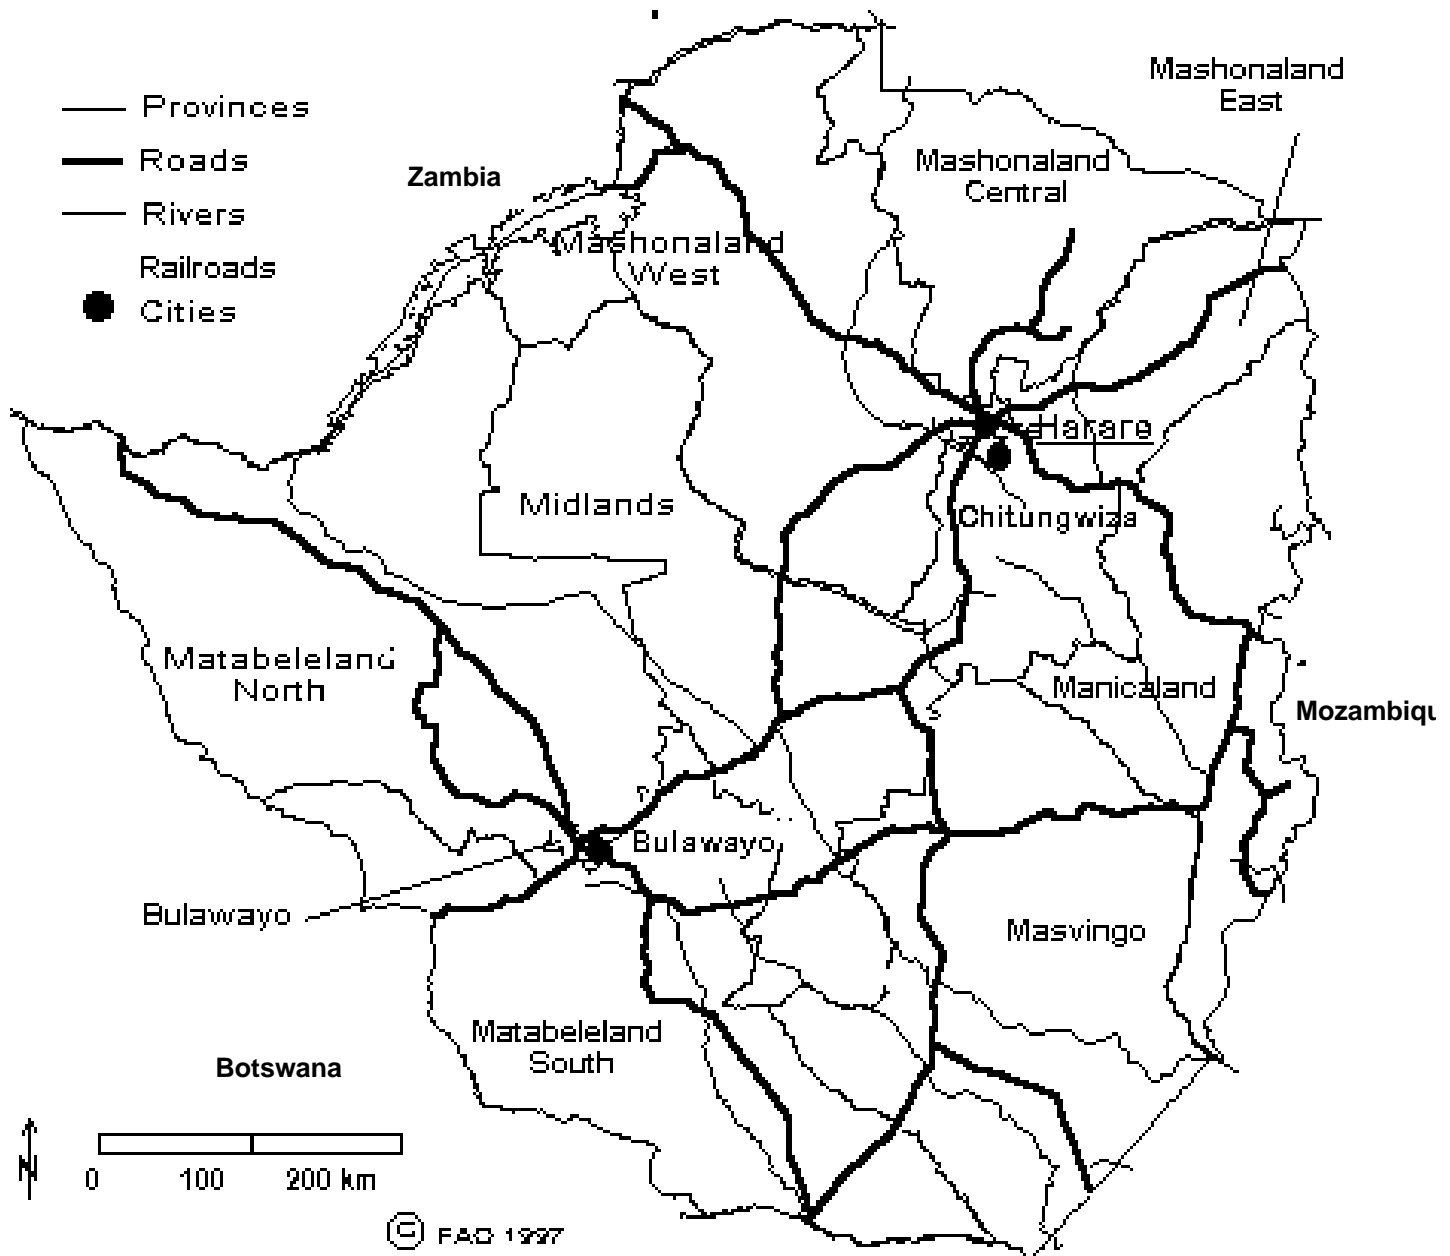 Mashonaland
East
Provinces
Roads
Zambia
Mashonaland
Central
Rivers
Mashonaland
West
Railroads
Cities
Harare
Midlands
Chitungwiza
Matabeleland
North
Manicaland
Mozambiqu
Bulawayo
Bulawayo
Masvingo
Matabeleland
South
Botswana
N
0 100 200 km
© FAO 1997